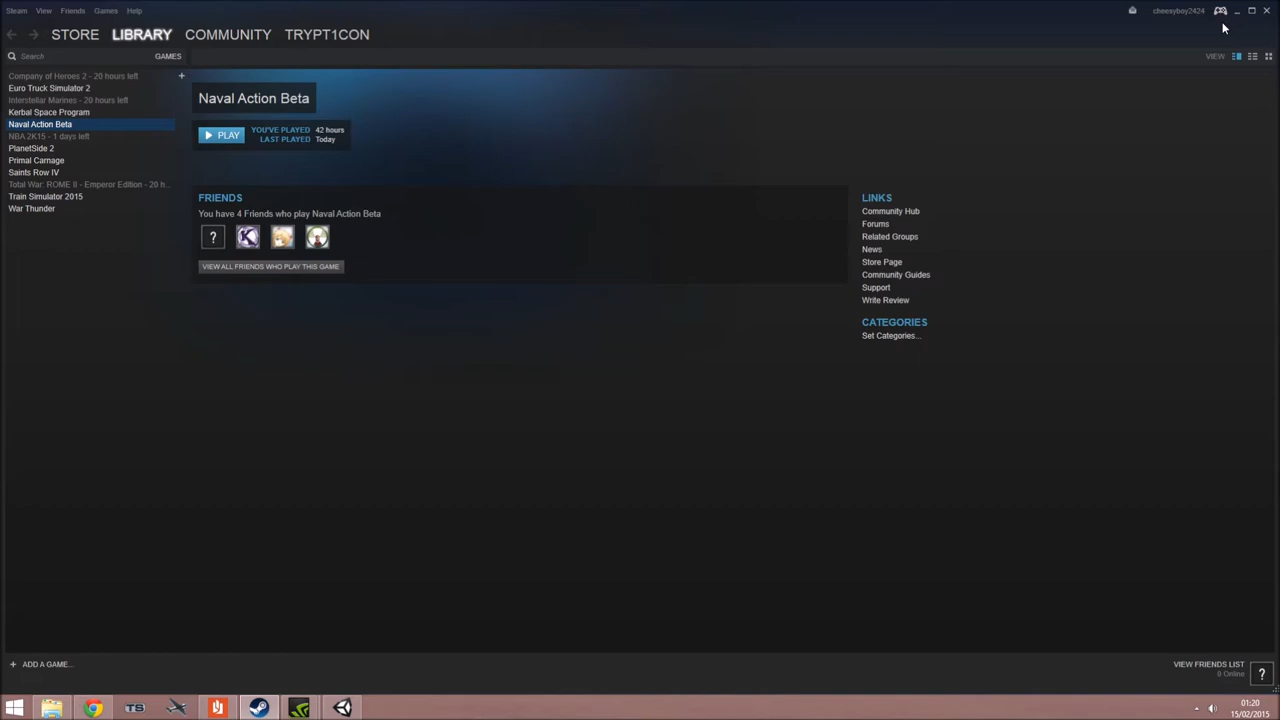 Steam View Friends Games Help
cheesyboy2424
STORE LIBRARY COMMUNITY TRYPT1CON
Search GAMES
VIEW
Company of Heroes 2 - 20 hours left
Euro Truck Simulator 2
Interstellar Marines - 20 hours left
Kerbal Space Program
Naval Action Beta
NBA 2K15 - 1 days left
PlanetSide 2
Primal Carnage
Saints Row IV
Total War: ROME II - Emperor Edition - 20 h...
Train Simulator 2015
War Thunder
Naval Action Beta
PLAY
YOU'VE PLAYED 42 hours
LAST PLAYED Today
FRIENDS
You have 4 Friends who play Naval Action Beta
?
VIEW ALL FRIENDS WHO PLAY THIS GAME
LINKS
Community Hub
Forums
Related Groups
News
Store Page
Community Guides
Support
Write Review
CATEGORIES
Set Categories...
+ ADD A GAME...
VIEW FRIENDS LIST
0 Online
?
TS
01:20
15/02/2015